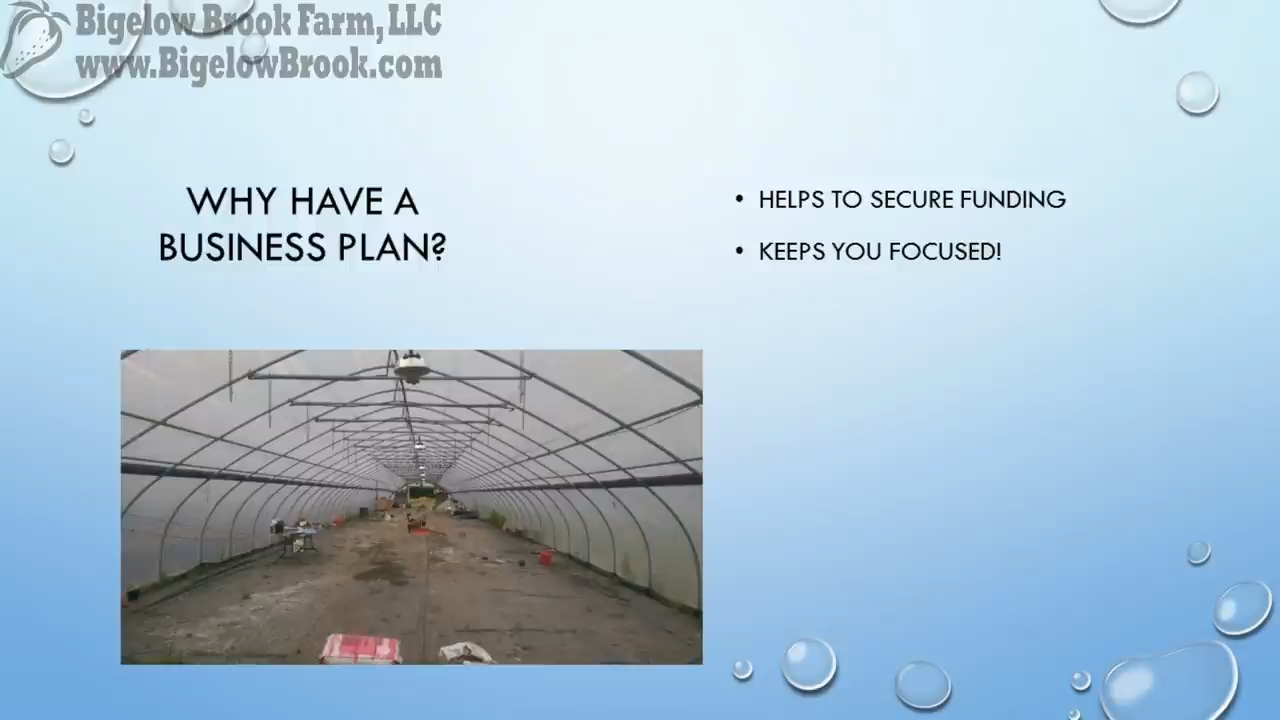 Bigelow Brook Farm, LLC
www.BigelowBrook.com
WHY HAVE A
BUSINESS PLAN?
• HELPS TO SECURE FUNDING
• KEEPS YOU FOCUSED!